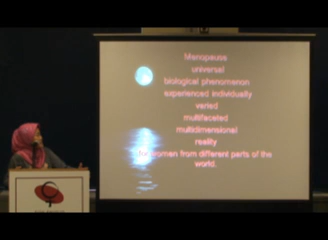 Menopause
universal
biological phenomenon
experienced individually
varied
multifaceted
multidimensional
reality
for women from different parts of the
world.